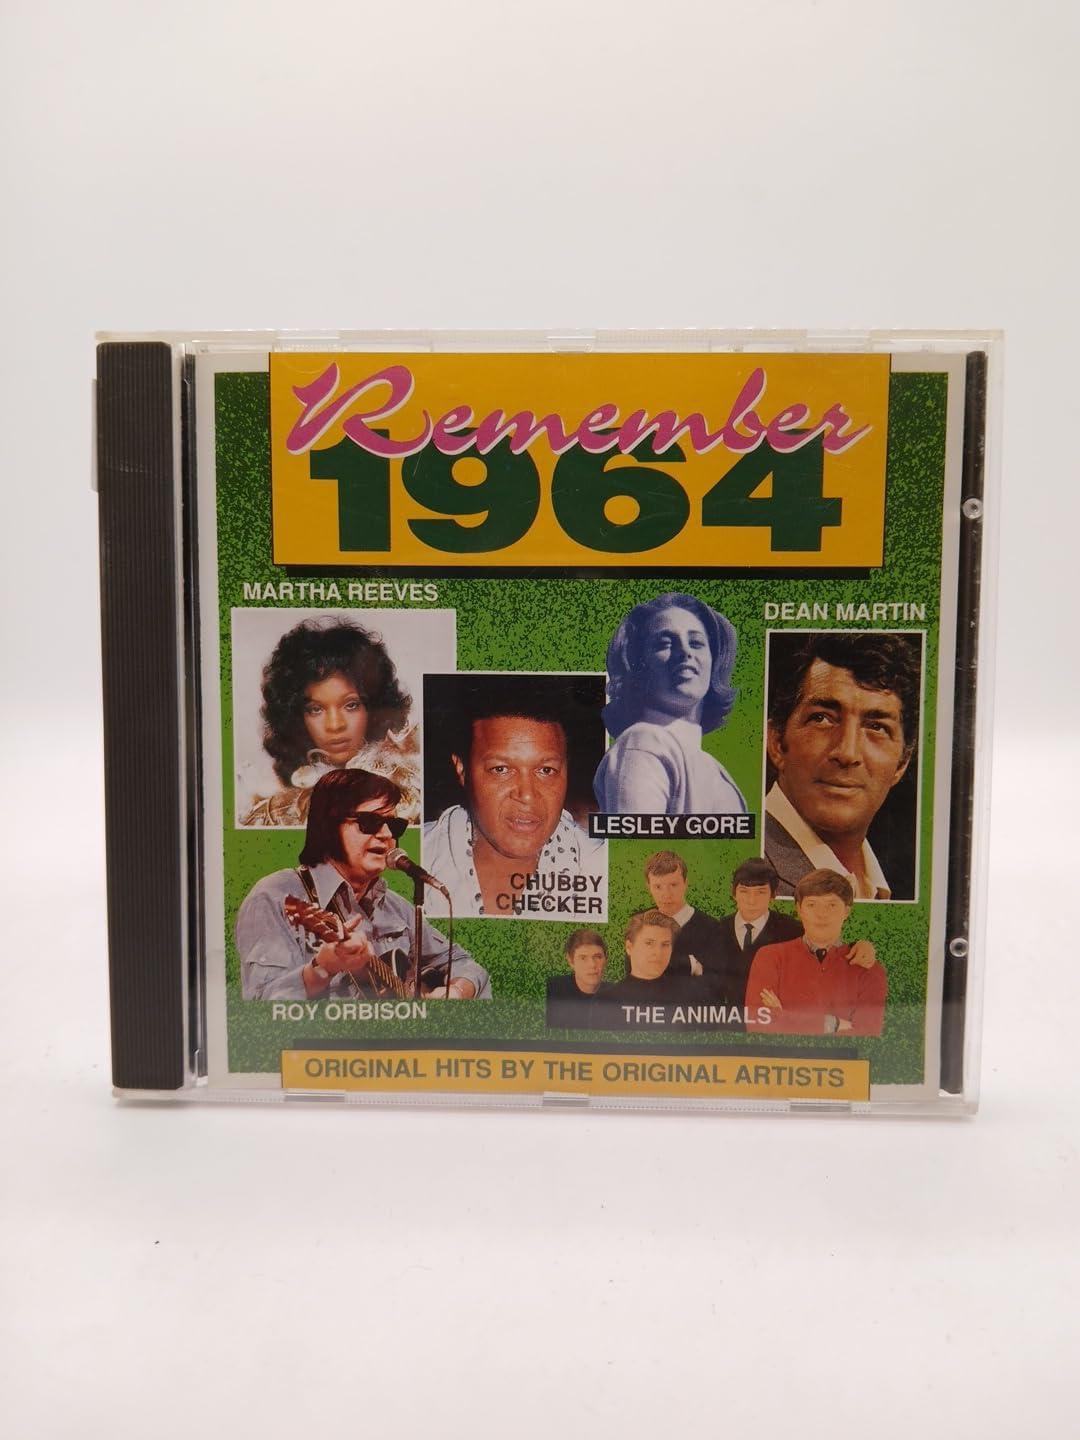 Remember
1964
MARTHA REEVES
DEAN MARTIN
LESLEY GORE
CHUBBY
CHECKER
ROY ORBISON
THE ANIMALS
ORIGINAL HITS BY THE ORIGINAL ARTISTS